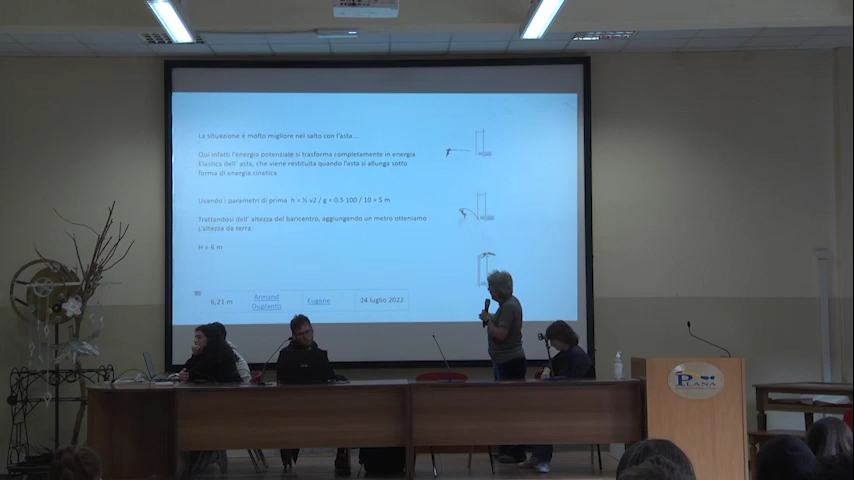 La situazione è molto migliore nel salto con l'asta...
Qui infatti l'energia potenziale si trasforma completamente in energia
Elastica dell' asta, che viene restituita quando l'asta si allunga sotto
forma di energia cinetica
Usando i parametri di prima h = ½ v2 / g = 0.5 100 / 10 = 5 m
Trattandosi dell' altezza del baricentro, aggiungendo un metro otteniamo
L'altezza da terra:
H = 6 m
6,21 m
Armand
Duplantis
Eugene
24 luglio 2022
PLANA